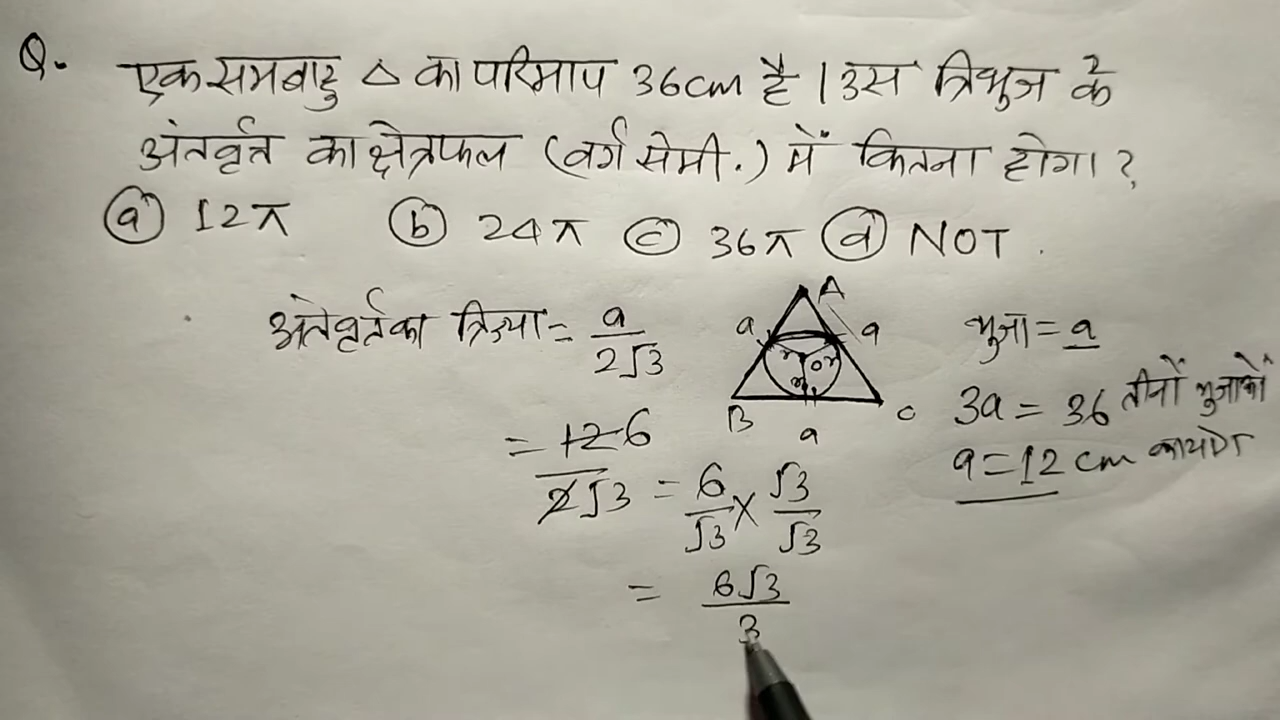 Q. एक समबाहु Δ का परिमाप 36cm है। उस त्रिभुज के
अंतर्वृत्त का क्षेत्रफल (वर्ग सेमी.) में कितना होगा?
(a) 12π (b) 24π (c) 36π (d) NOT.
अंतर्वृत का त्रिज्या = a/2√3
A
a a
r r
r
O
B C
a
भुजा = a
3a = 36 तीनों भुजाओं
a = 12 cm का योग
= 12 6 / 2√3 = 6/√3 × √3/√3
= 6√3/3